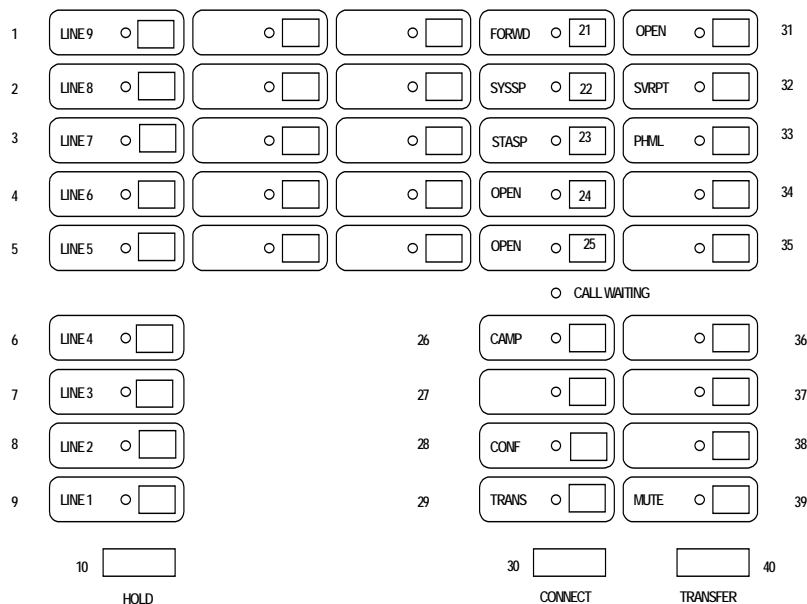 1 LINE 9 FORWD 21 OPEN 31
2 LINE 8 SYSSP 22 SVRPT 32
3 LINE 7 STASP 23 PHML 33
4 LINE 6 OPEN 24 34
5 LINE 5 OPEN 25 35
CALL WAITING
6 LINE 4 26 CAMP 36
7 LINE 3 27 37
8 LINE 2 28 CONF 38
9 LINE 1 29 TRANS MUTE 39
10 30 40
HOLD CONNECT TRANSFER